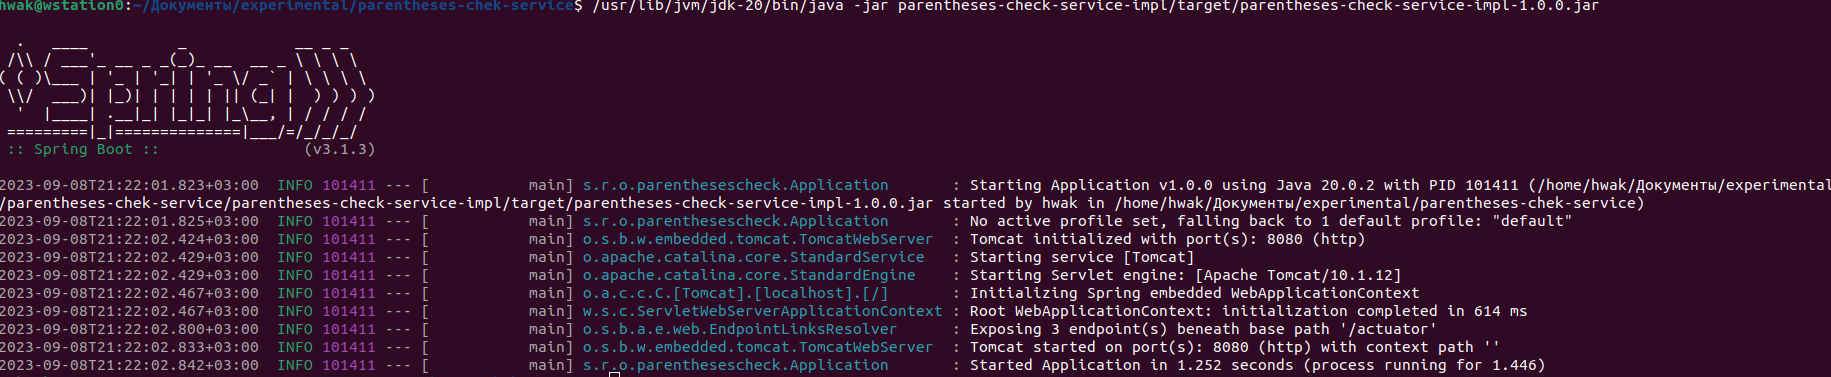 hwak@wstation0:~/Документы/experimental/parentheses-chek-service$ /usr/lib/jvm/jdk-20/bin/java -jar parentheses-check-service-impl/target/parentheses-check-service-impl-1.0.0.jar
  .   ____          _            __ _ _
 /\\ / ___'_ __ _ _(_)_ __  __ _ \ \ \ \
( ( )\___ | '_ | '_| | '_ \/ _` | \ \ \ \
 \\/  ___)| |_)| | | | | || (_| |  ) ) ) )
  '  |____| .__|_| |_|_| |_\__, | / / / /
 =========|_|==============|___/=/_/_/_/
 :: Spring Boot ::                (v3.1.3)
2023-09-08T21:22:01.823+03:00  INFO 101411 --- [           main] s.r.o.parenthesescheck.Application       : Starting Application v1.0.0 using Java 20.0.2 with PID 101411 (/home/hwak/Документы/experimental
/parentheses-chek-service/parentheses-check-service-impl/target/parentheses-check-service-impl-1.0.0.jar started by hwak in /home/hwak/Документы/experimental/parentheses-chek-service)
2023-09-08T21:22:01.825+03:00  INFO 101411 --- [           main] s.r.o.parenthesescheck.Application       : No active profile set, falling back to 1 default profile: "default"
2023-09-08T21:22:02.424+03:00  INFO 101411 --- [           main] o.s.b.w.embedded.tomcat.TomcatWebServer  : Tomcat initialized with port(s): 8080 (http)
2023-09-08T21:22:02.429+03:00  INFO 101411 --- [           main] o.apache.catalina.core.StandardService   : Starting service [Tomcat]
2023-09-08T21:22:02.429+03:00  INFO 101411 --- [           main] o.apache.catalina.core.StandardEngine    : Starting Servlet engine: [Apache Tomcat/10.1.12]
2023-09-08T21:22:02.467+03:00  INFO 101411 --- [           main] o.a.c.c.C.[Tomcat].[localhost].[/]       : Initializing Spring embedded WebApplicationContext
2023-09-08T21:22:02.467+03:00  INFO 101411 --- [           main] w.s.c.ServletWebServerApplicationContext : Root WebApplicationContext: initialization completed in 614 ms
2023-09-08T21:22:02.800+03:00  INFO 101411 --- [           main] o.s.b.a.e.web.EndpointLinksResolver      : Exposing 3 endpoint(s) beneath base path '/actuator'
2023-09-08T21:22:02.833+03:00  INFO 101411 --- [           main] o.s.b.w.embedded.tomcat.TomcatWebServer  : Tomcat started on port(s): 8080 (http) with context path ''
2023-09-08T21:22:02.842+03:00  INFO 101411 --- [           main] s.r.o.parenthesescheck.Application       : Started Application in 1.252 seconds (process running for 1.446)